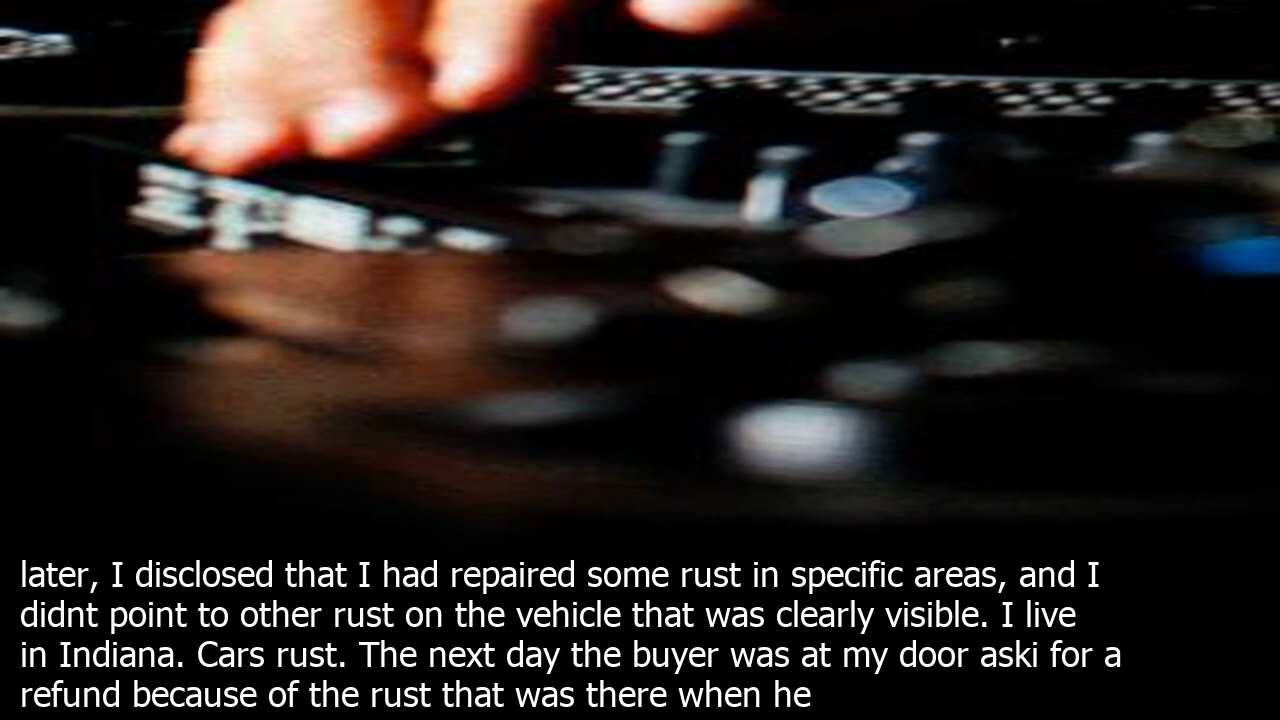 later, I disclosed that I had repaired some rust in specific areas, and I
didnt point to other rust on the vehicle that was clearly visible. I live
in Indiana. Cars rust. The next day the buyer was at my door aski for a
refund because of the rust that was there when he